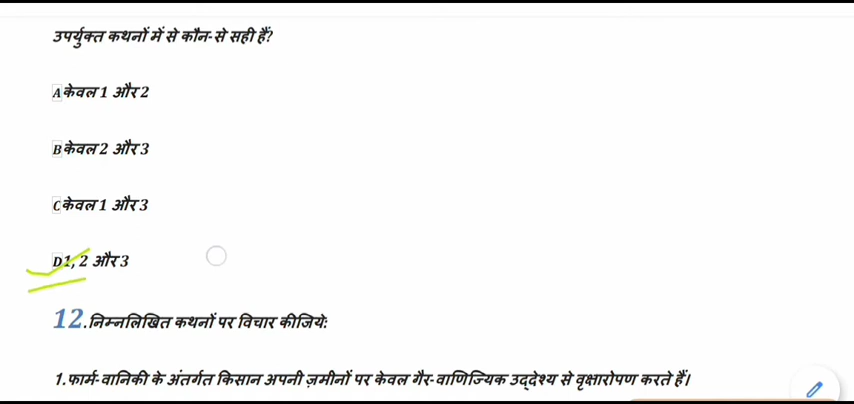 उपर्युक्त कथनों में से कौन-से सही हैं?
A केवल 1 और 2
B केवल 2 और 3
C केवल 1 और 3
D 1, 2 और 3
12.निम्नलिखित कथनों पर विचार कीजिये:
1.फार्म-वानिकी के अंतर्गत किसान अपनी ज़मीनों पर केवल गैर-वाणिज्यिक उद्देश्य से वृक्षारोपण करते हैं।